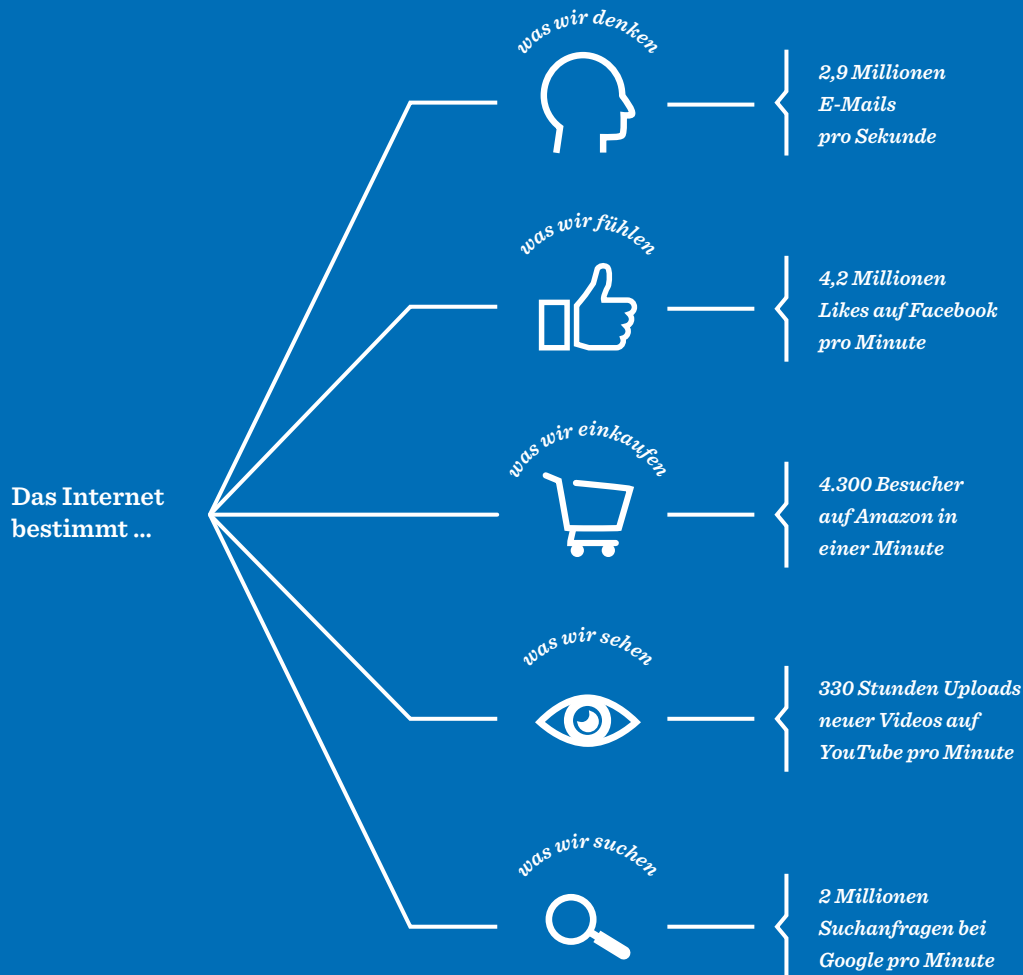 Das Internet
bestimmt ...
was wir denken
2,9 Millionen
E-Mails
pro Sekunde
was wir fühlen
4,2 Millionen
Likes auf Facebook
pro Minute
was wir einkaufen
4.300 Besucher
auf Amazon in
einer Minute
was wir sehen
330 Stunden Uploads
neuer Videos auf
YouTube pro Minute
was wir suchen
2 Millionen
Suchanfragen bei
Google pro Minute